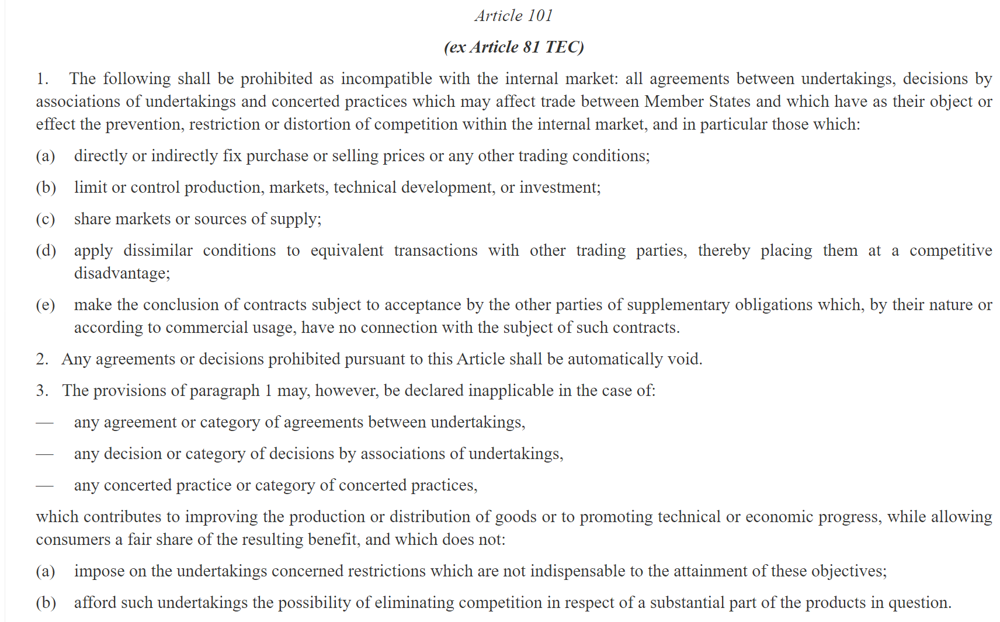 Article 101
(ex Article 81 TEC)
1. The following shall be prohibited as incompatible with the internal market: all agreements between undertakings, decisions by
associations of undertakings and concerted practices which may affect trade between Member States and which have as their object or
effect the prevention, restriction or distortion of competition within the internal market, and in particular those which:
(a) directly or indirectly fix purchase or selling prices or any other trading conditions;
(b) limit or control production, markets, technical development, or investment;
(c) share markets or sources of supply;
(d) apply dissimilar conditions to equivalent transactions with other trading parties, thereby placing them at a competitive
disadvantage;
(e) make the conclusion of contracts subject to acceptance by the other parties of supplementary obligations which, by their nature or
according to commercial usage, have no connection with the subject of such contracts.
2. Any agreements or decisions prohibited pursuant to this Article shall be automatically void.
3. The provisions of paragraph 1 may, however, be declared inapplicable in the case of:
— any agreement or category of agreements between undertakings,
— any decision or category of decisions by associations of undertakings,
— any concerted practice or category of concerted practices,
which contributes to improving the production or distribution of goods or to promoting technical or economic progress, while allowing
consumers a fair share of the resulting benefit, and which does not:
(a) impose on the undertakings concerned restrictions which are not indispensable to the attainment of these objectives;
(b) afford such undertakings the possibility of eliminating competition in respect of a substantial part of the products in question.